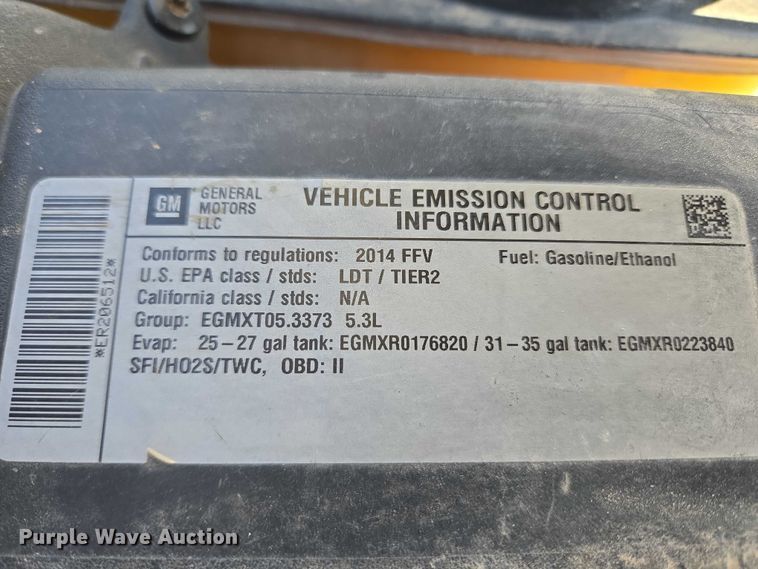 GM
GENERAL
MOTORS
LLC
VEHICLE EMISSION CONTROL
INFORMATION
Conforms to regulations: 2014 FFV Fuel: Gasoline/Ethanol
U.S. EPA class / stds: LDT / TIER2
California class / stds: N/A
Group: EGMXT05.3373 5.3L
Evap: 25-27 gal tank: EGMXR0176820 / 31-35 gal tank: EGMXR0223840
SFI/HO2S/TWC, OBD: II
*ER206512*
Purple Wave Auction